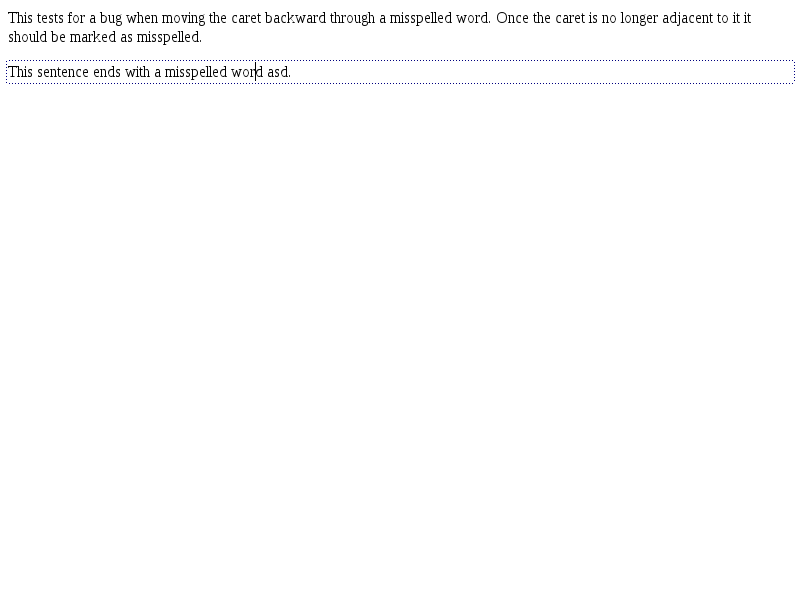 This tests for a bug when moving the caret backward through a misspelled word. Once the caret is no longer adjacent to it it
should be marked as misspelled.
This sentence ends with a misspelled word asd.